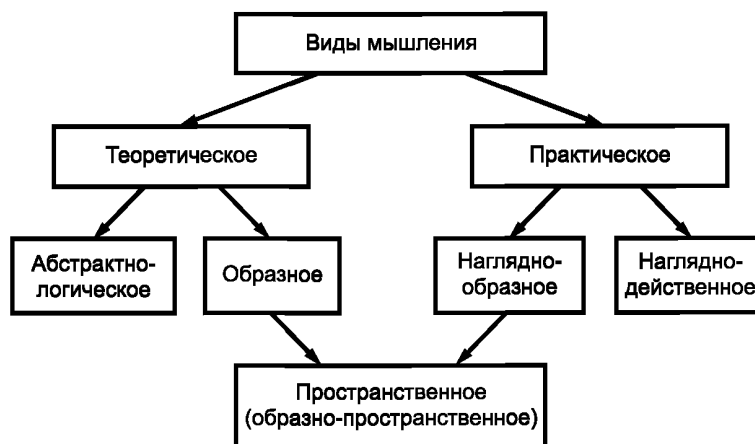 Виды мышления
Теоретическое
Практическое
Абстрактно-
логическое
Образное
Наглядно-
образное
Наглядно-
действенное
Пространственное
(образно-пространственное)